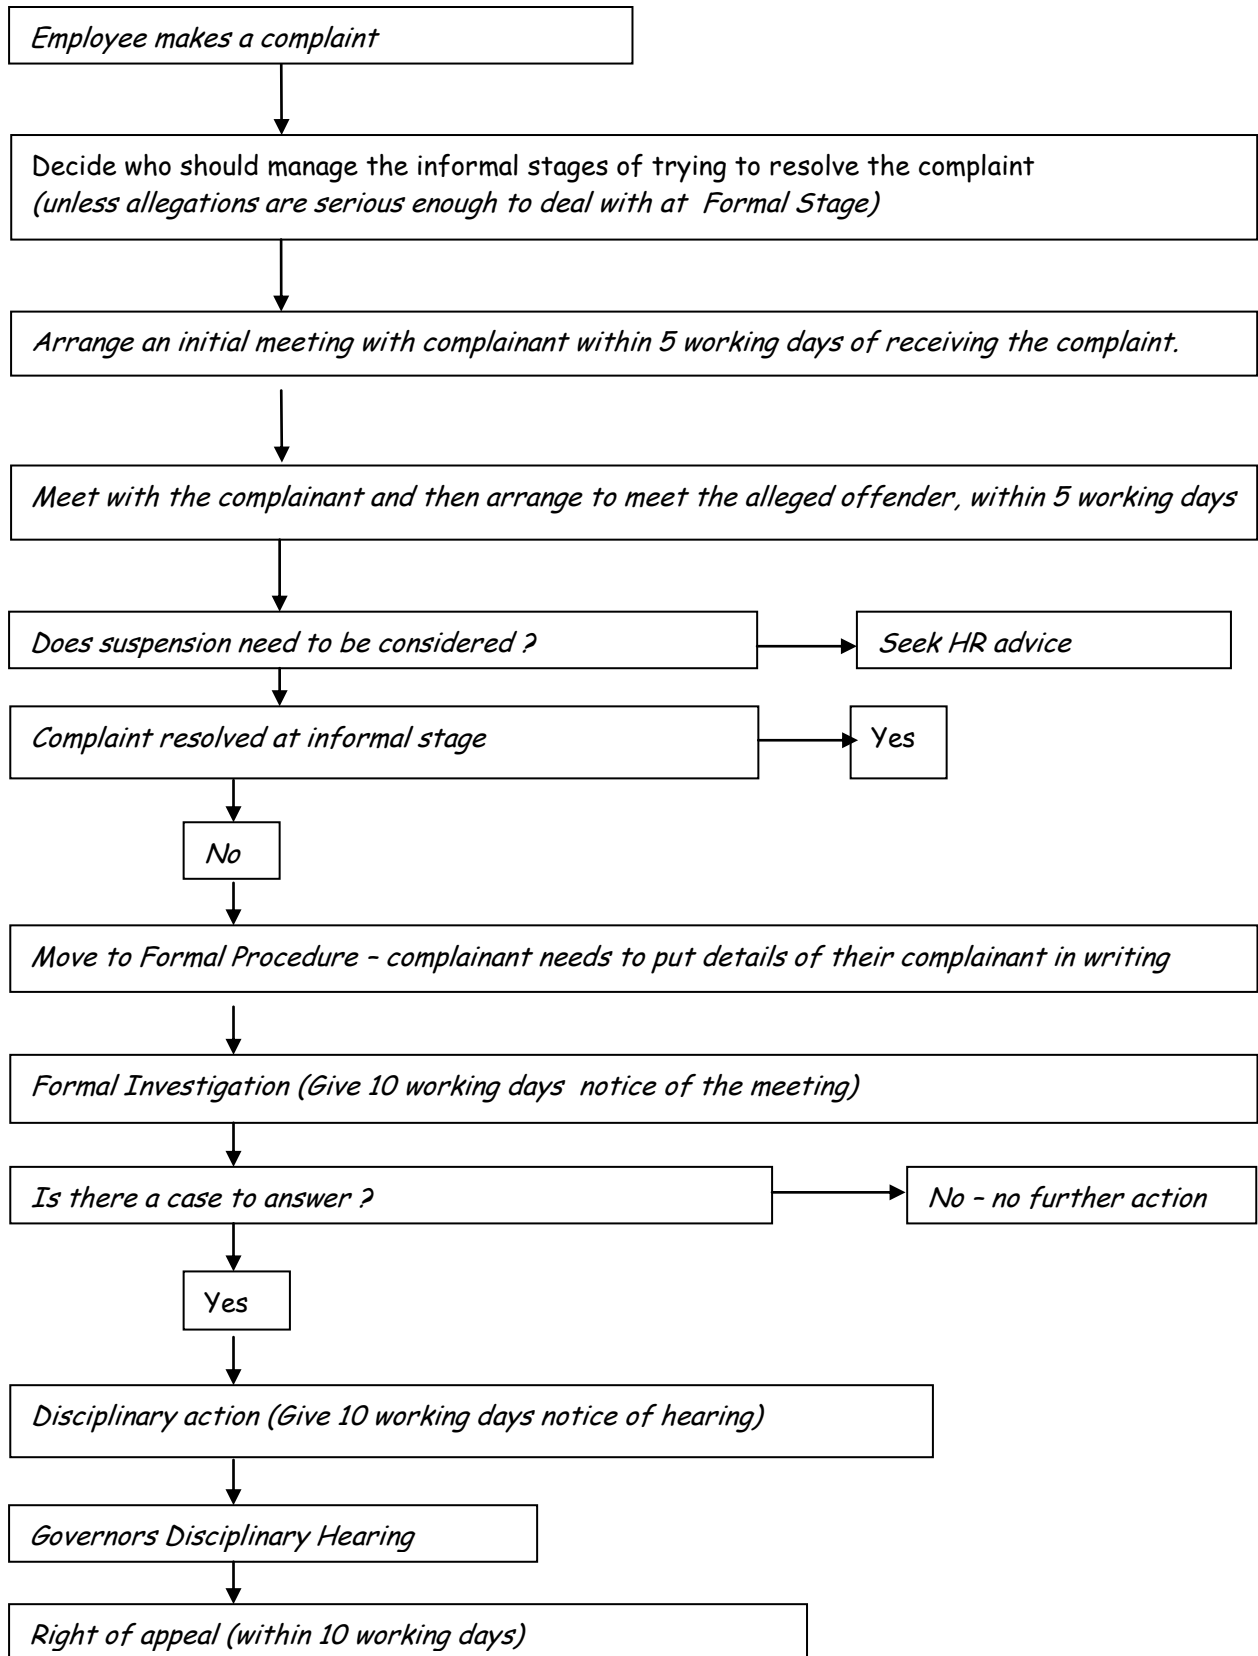 Employee makes a complaint
Decide who should manage the informal stages of trying to resolve the complaint
(unless allegations are serious enough to deal with at Formal Stage)
Arrange an initial meeting with complainant within 5 working days of receiving the complaint.
Meet with the complainant and then arrange to meet the alleged offender, within 5 working days
Does suspension need to be considered ?
Seek HR advice
Complaint resolved at informal stage
Yes
No
Move to Formal Procedure – complainant needs to put details of their complainant in writing
Formal Investigation (Give 10 working days notice of the meeting)
Is there a case to answer ?
No – no further action
Yes
Disciplinary action (Give 10 working days notice of hearing)
Governors Disciplinary Hearing
Right of appeal (within 10 working days)